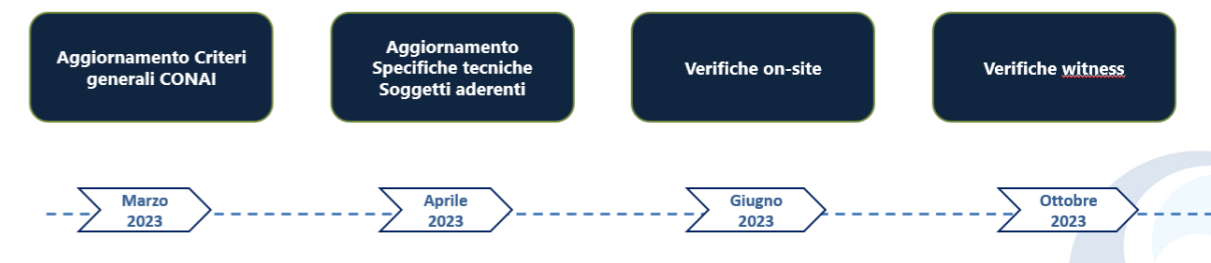 Aggiornamento Criteri
generali CONAI
Aggiornamento
Specifiche tecniche
Soggetti aderenti
Verifiche on-site
Verifiche witness
Marzo
2023
Aprile
2023
Giugno
2023
Ottobre
2023